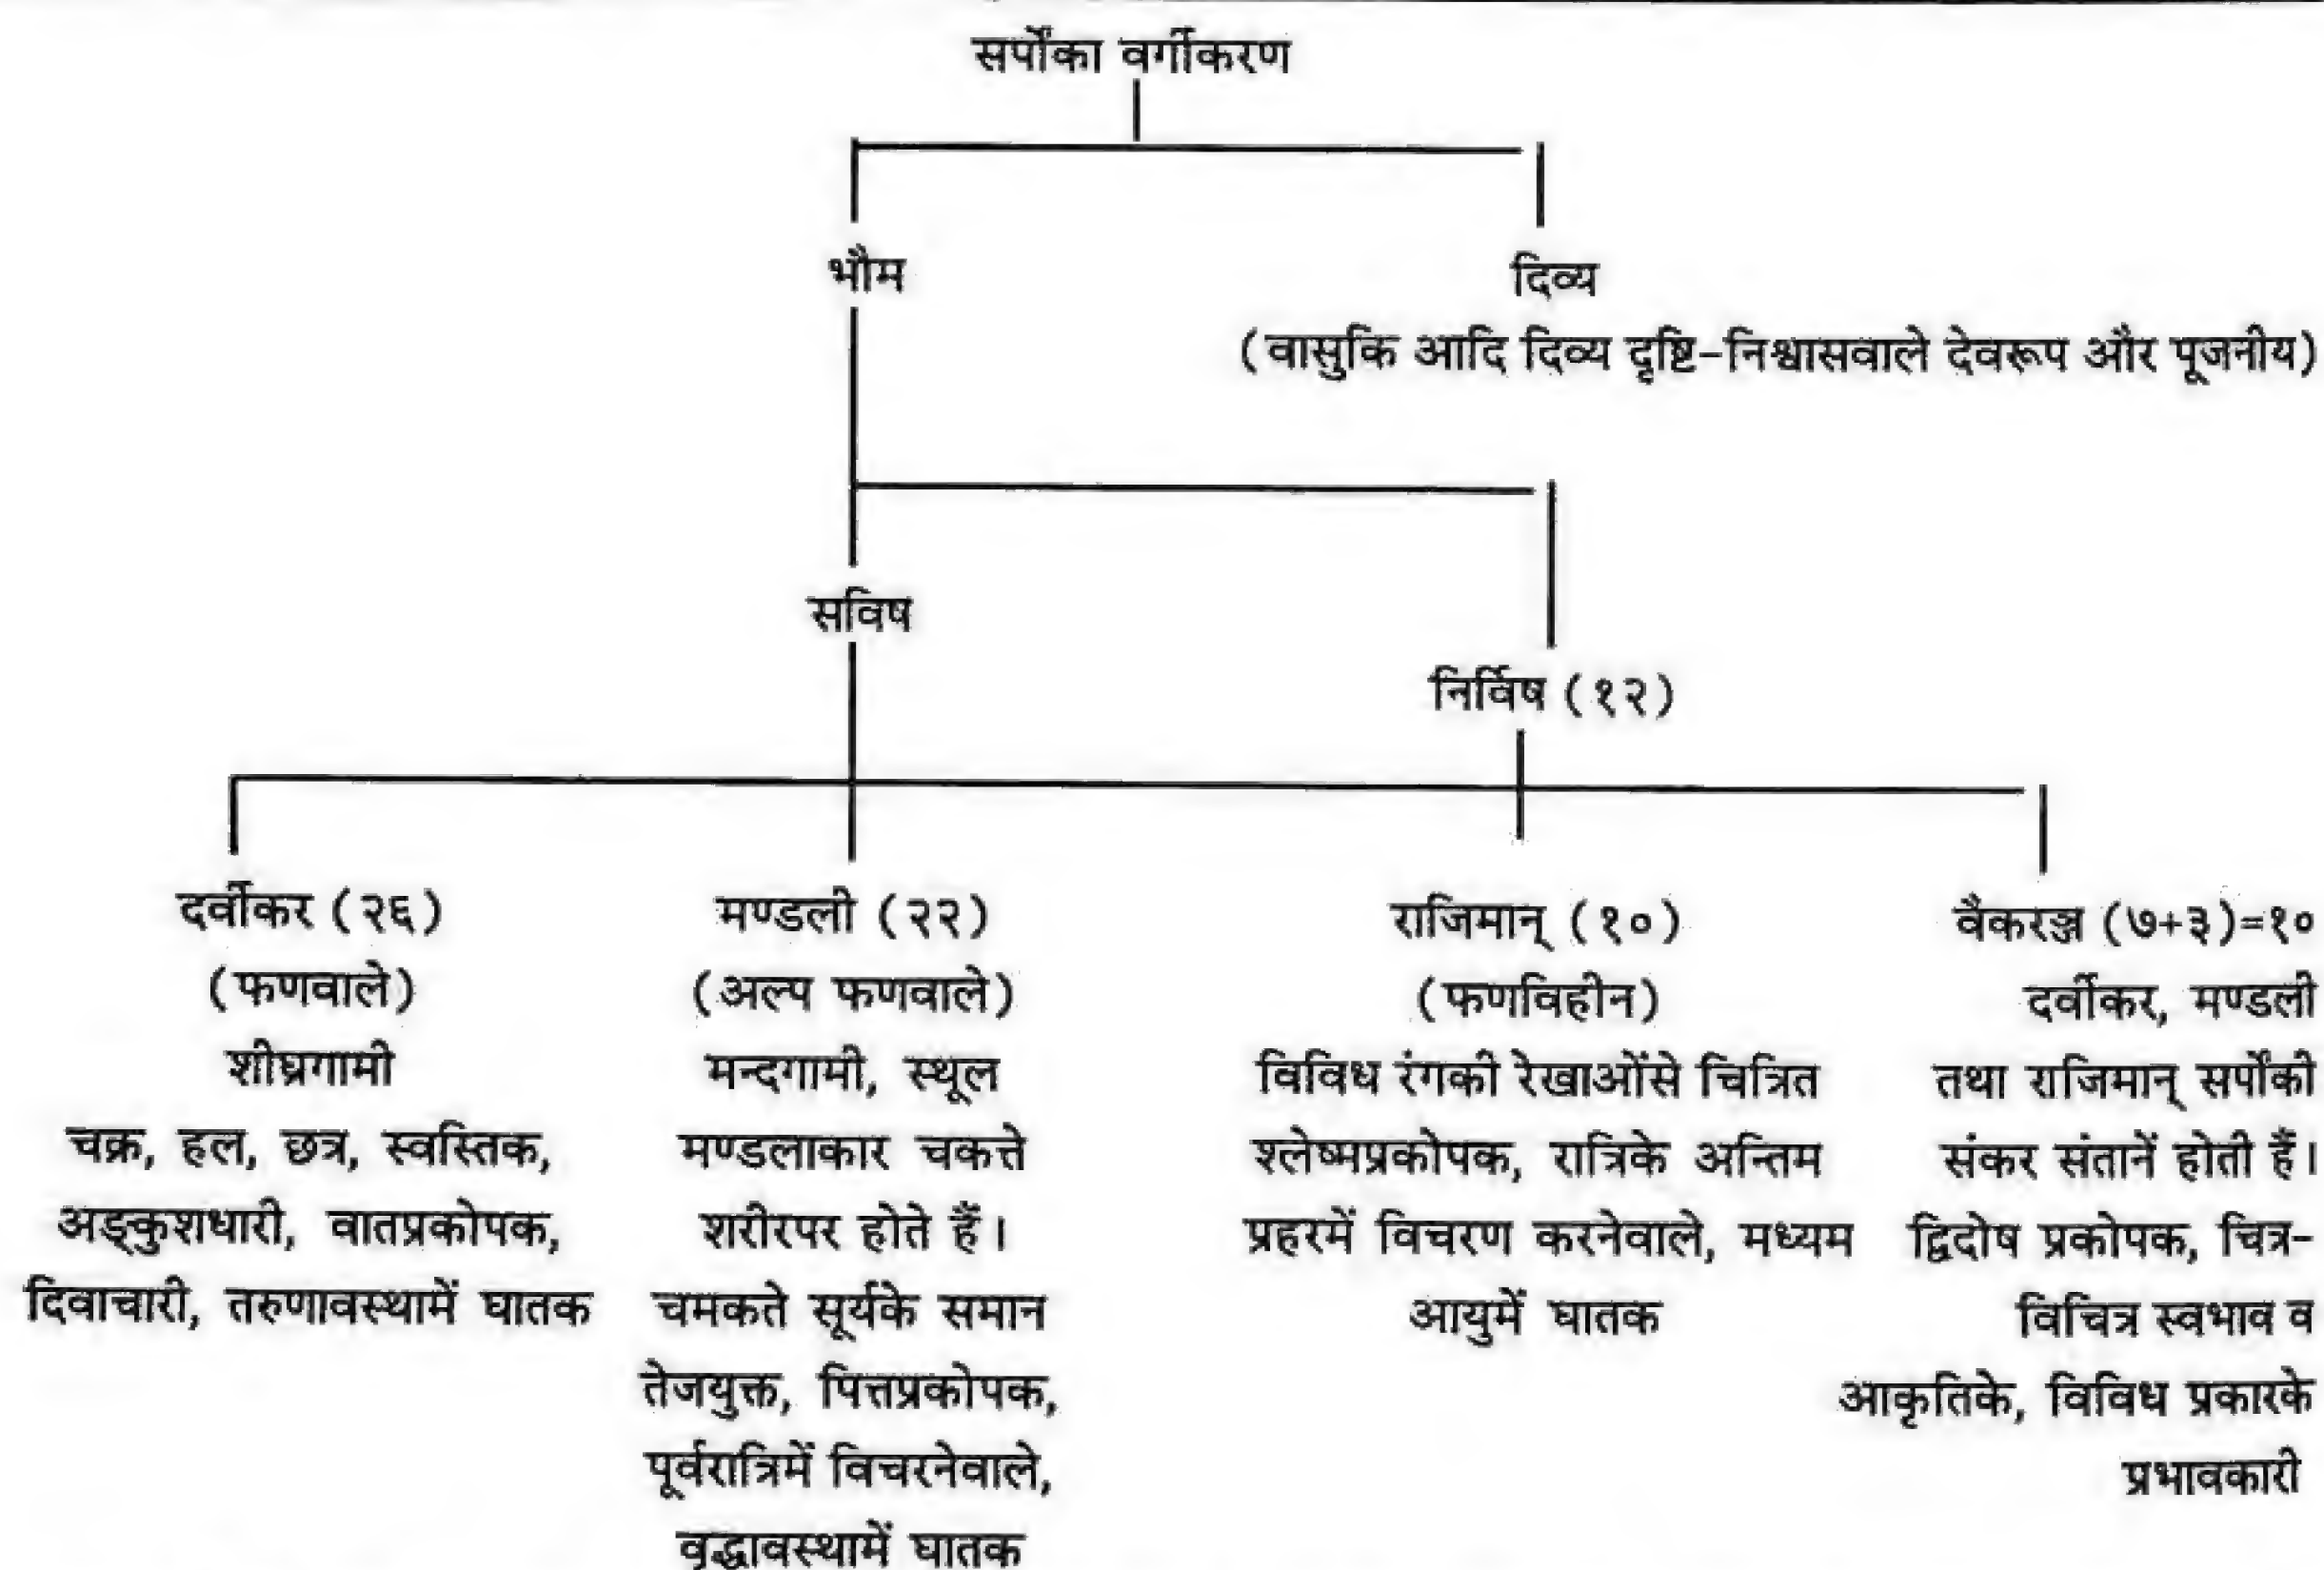 सर्पोंका वर्गीकरण
भौम
दिव्य
(वासुकि आदि दिव्य दृष्टि-निश्वासवाले देवरूप और पूजनीय)
सविष
निर्विष (१२)
दर्वीकर (२६)
(फणवाले)
शीघ्रगामी
चक्र, हल, छत्र, स्वस्तिक,
अङ्कुशधारी, वातप्रकोपक,
दिवाचारी, तरुणावस्थामें घातक
मण्डली (२२)
(अल्प फणवाले)
मन्दगामी, स्थूल
मण्डलाकार चकत्ते
शरीरपर होते हैं।
चमकते सूर्यके समान
तेजयुक्त, पित्तप्रकोपक,
पूर्वरात्रिमें विचरनेवाले,
वृद्धावस्थामें घातक
राजिमान् (१०)
(फणविहीन)
विविध रंगकी रेखाओंसे चित्रित
श्लेष्मप्रकोपक, रात्रिके अन्तिम
प्रहरमें विचरण करनेवाले, मध्यम
आयुमें घातक
वैकरञ्ज (७+३)=१०
दर्वीकर, मण्डली
तथा राजिमान् सर्पोंकी
संकर संतानें होती हैं।
द्विदोष प्रकोपक, चित्र-
विचित्र स्वभाव व
आकृतिके, विविध प्रकारके
प्रभावकारी